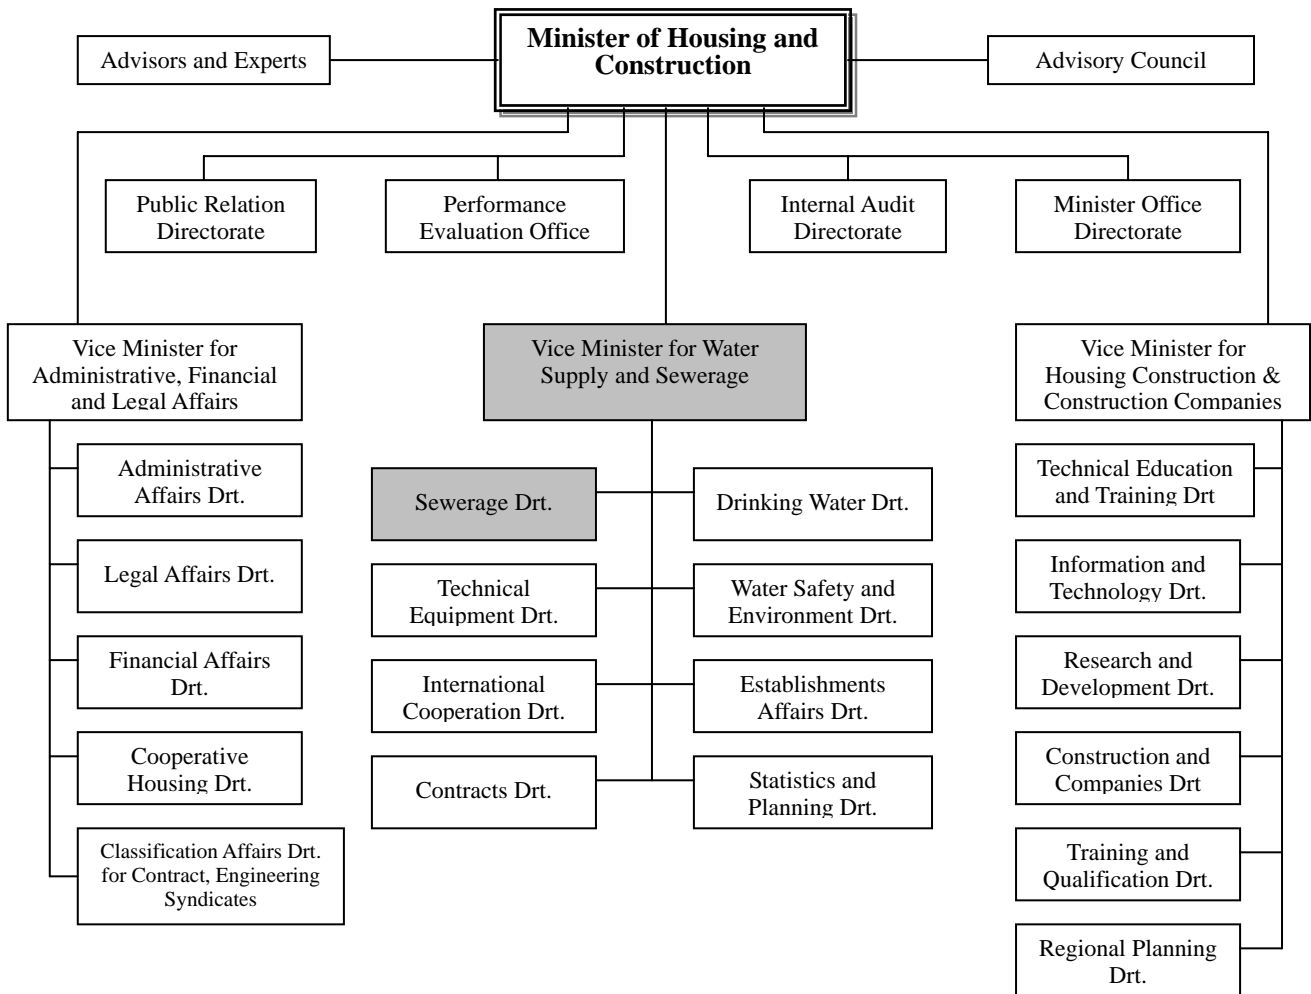 Minister of Housing and
Construction
Advisors and Experts
Advisory Council
Public Relation
Directorate
Performance
Evaluation Office
Internal Audit
Directorate
Minister Office
Directorate
Vice Minister for
Administrative, Financial
and Legal Affairs
Vice Minister for Water
Supply and Sewerage
Vice Minister for
Housing Construction &
Construction Companies
Administrative
Affairs Drt.
Legal Affairs Drt.
Financial Affairs
Drt.
Cooperative
Housing Drt.
Classification Affairs Drt.
for Contract, Engineering
Syndicates
Sewerage Drt.
Drinking Water Drt.
Technical
Equipment Drt.
Water Safety and
Environment Drt.
International
Cooperation Drt.
Establishments
Affairs Drt.
Contracts Drt.
Statistics and
Planning Drt.
Technical Education
and Training Drt
Information and
Technology Drt.
Research and
Development Drt.
Construction and
Companies Drt
Training and
Qualification Drt.
Regional Planning
Drt.